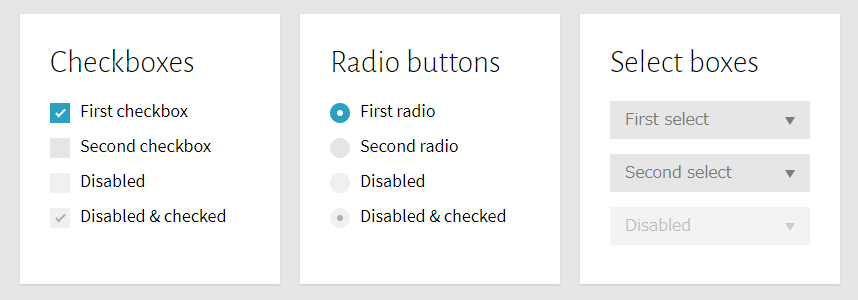 Checkboxes
First checkbox
Second checkbox
Disabled
Disabled & checked
Radio buttons
First radio
Second radio
Disabled
Disabled & checked
Select boxes
First select
Second select
Disabled